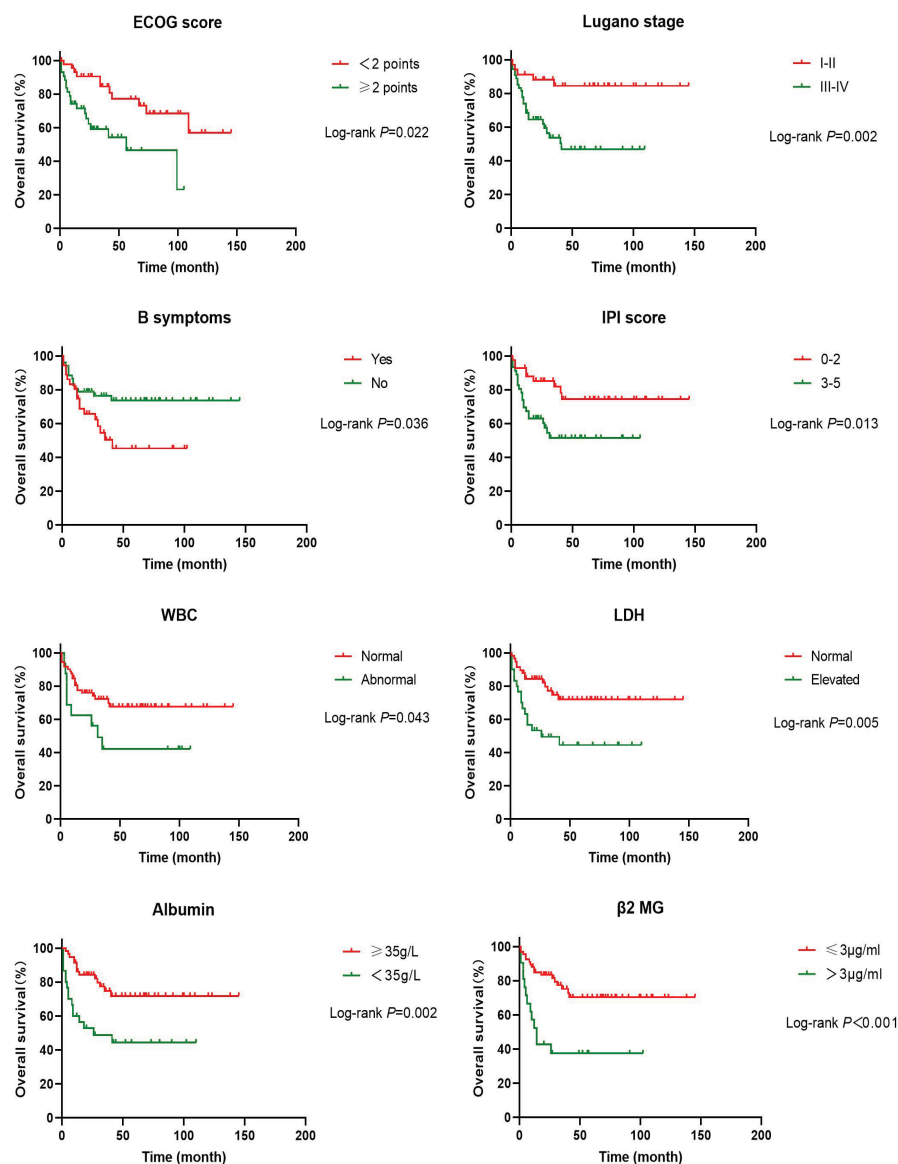 ECOG score
Overall survival(%)
100
80
60
40
20
0
0 50 100 150 200
Time (month)
<2 points
≥2 points
Log-rank P=0.022
Lugano stage
Overall survival(%)
100
80
60
40
20
0
0 50 100 150 200
Time (month)
I-II
III-IV
Log-rank P=0.002
B symptoms
Overall survival(%)
100
80
60
40
20
0
0 50 100 150 200
Time (month)
Yes
No
Log-rank P=0.036
IPI score
Overall survival(%)
100
80
60
40
20
0
0 50 100 150 200
Time (month)
0-2
3-5
Log-rank P=0.013
WBC
Overall survival(%)
100
80
60
40
20
0
0 50 100 150 200
Time (month)
Normal
Abnormal
Log-rank P=0.043
LDH
Overall survival(%)
100
80
60
40
20
0
0 50 100 150 200
Time (month)
Normal
Elevated
Log-rank P=0.005
Albumin
Overall survival(%)
100
80
60
40
20
0
0 50 100 150 200
Time (month)
≥35g/L
<35g/L
Log-rank P=0.002
β2 MG
Overall survival(%)
100
80
60
40
20
0
0 50 100 150 200
Time (month)
≤3μg/ml
>3μg/ml
Log-rank P<0.001